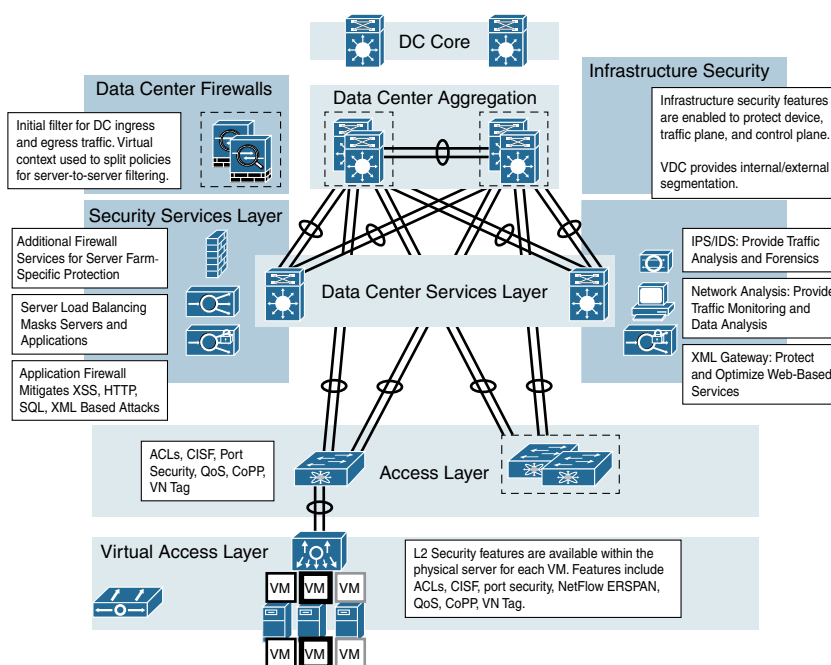 DC Core
Data Center Firewalls
Initial filter for DC ingress
and egress traffic. Virtual
context used to split policies
for server-to-server filtering.
Data Center Aggregation
Infrastructure Security
Infrastructure security features
are enabled to protect device,
traffic plane, and control plane.
VDC provides internal/external
segmentation.
Security Services Layer
Additional Firewall
Services for Server Farm-
Specific Protection
Server Load Balancing
Masks Servers and
Applications
Application Firewall
Mitigates XSS, HTTP,
SQL, XML Based Attacks
Data Center Services Layer
IPS/IDS: Provide Traffic
Analysis and Forensics
Network Analysis: Provide
Traffic Monitoring and
Data Analysis
XML Gateway: Protect
and Optimize Web-Based
Services
ACLs, CISF, Port
Security, QoS, CoPP,
VN Tag
Access Layer
Virtual Access Layer
L2 Security features are available within the
physical server for each VM. Features include
ACLs, CISF, port security, NetFlow ERSPAN,
QoS, CoPP, VN Tag.
VM VM VM
VM VM VM